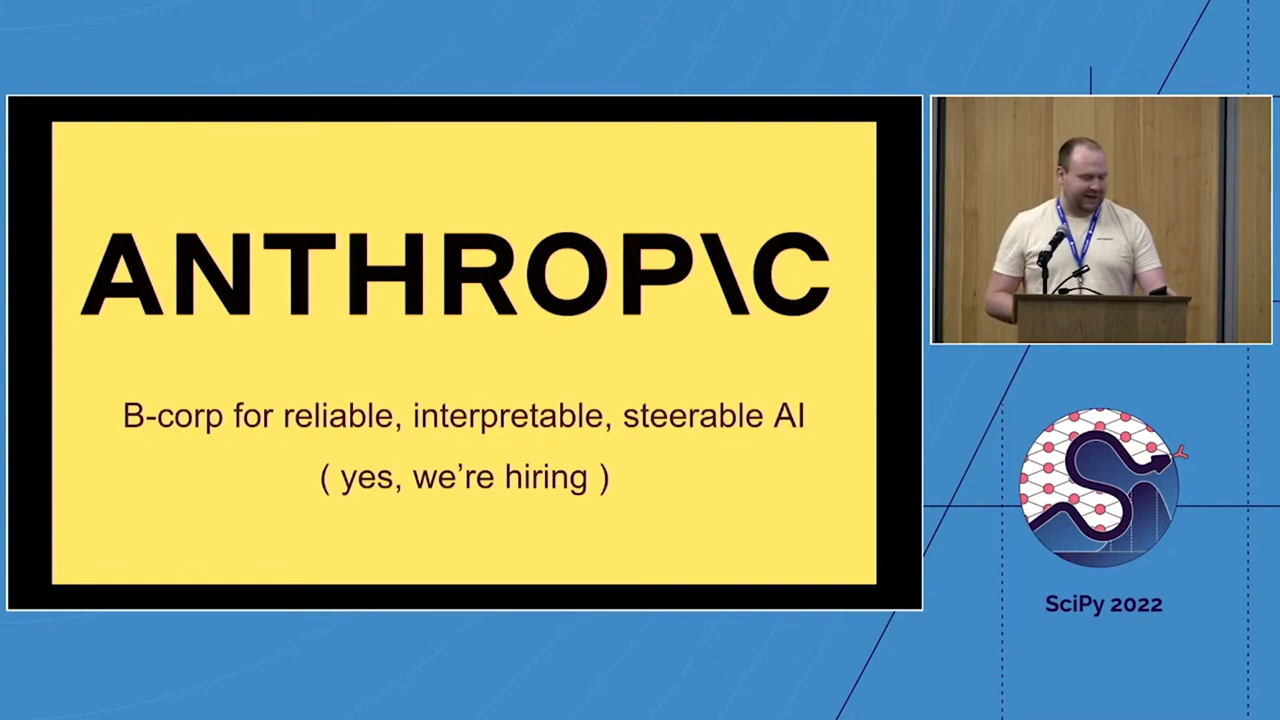 ANTHROP\C
B-corp for reliable, interpretable, steerable AI
( yes, we're hiring )
SciPy 2022